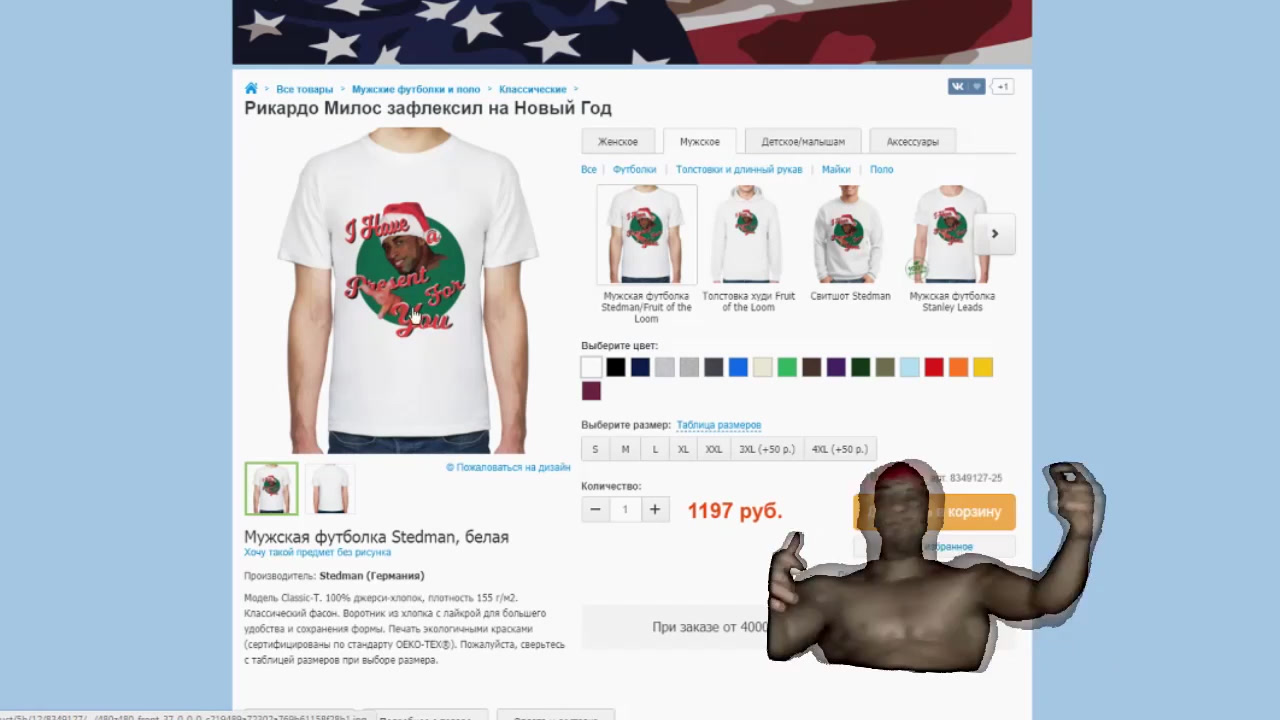 Все товары > Мужские футболки и поло > Классические >
+1
Рикардо Милос зафлексил на Новый Год
Женское Мужское Детское/малышам Аксессуары
Все | Футболки | Толстовки и длинный рукав | Майки | Поло
I Have a
Present
For
You
Мужская футболка
Stedman/Fruit of the
Loom
Толстовка худи Fruit
of the Loom
Свитшот Stedman
Мужская футболка
Stanley Leads
Выберите цвет:
Выберите размер: Таблица размеров
S M L XL XXL 3XL (+50 р.) 4XL (+50 р.)
© Пожаловаться на дизайн
арт. 8349127-25
Количество:
− 1 + 1197 руб.
в корзину
избранное
Мужская футболка Stedman, белая
Хочу такой предмет без рисунка
Производитель: Stedman (Германия)
Модель Classic-T. 100% джерси-хлопок, плотность 155 г/м2.
Классический фасон. Воротник из хлопка с лайкрой для большего
удобства и сохранения формы. Печать экологичными красками
(сертифицированы по стандарту OEKO-TEX®). Пожалуйста, сверьтесь
с таблицей размеров при выборе размера.
При заказе от 4000